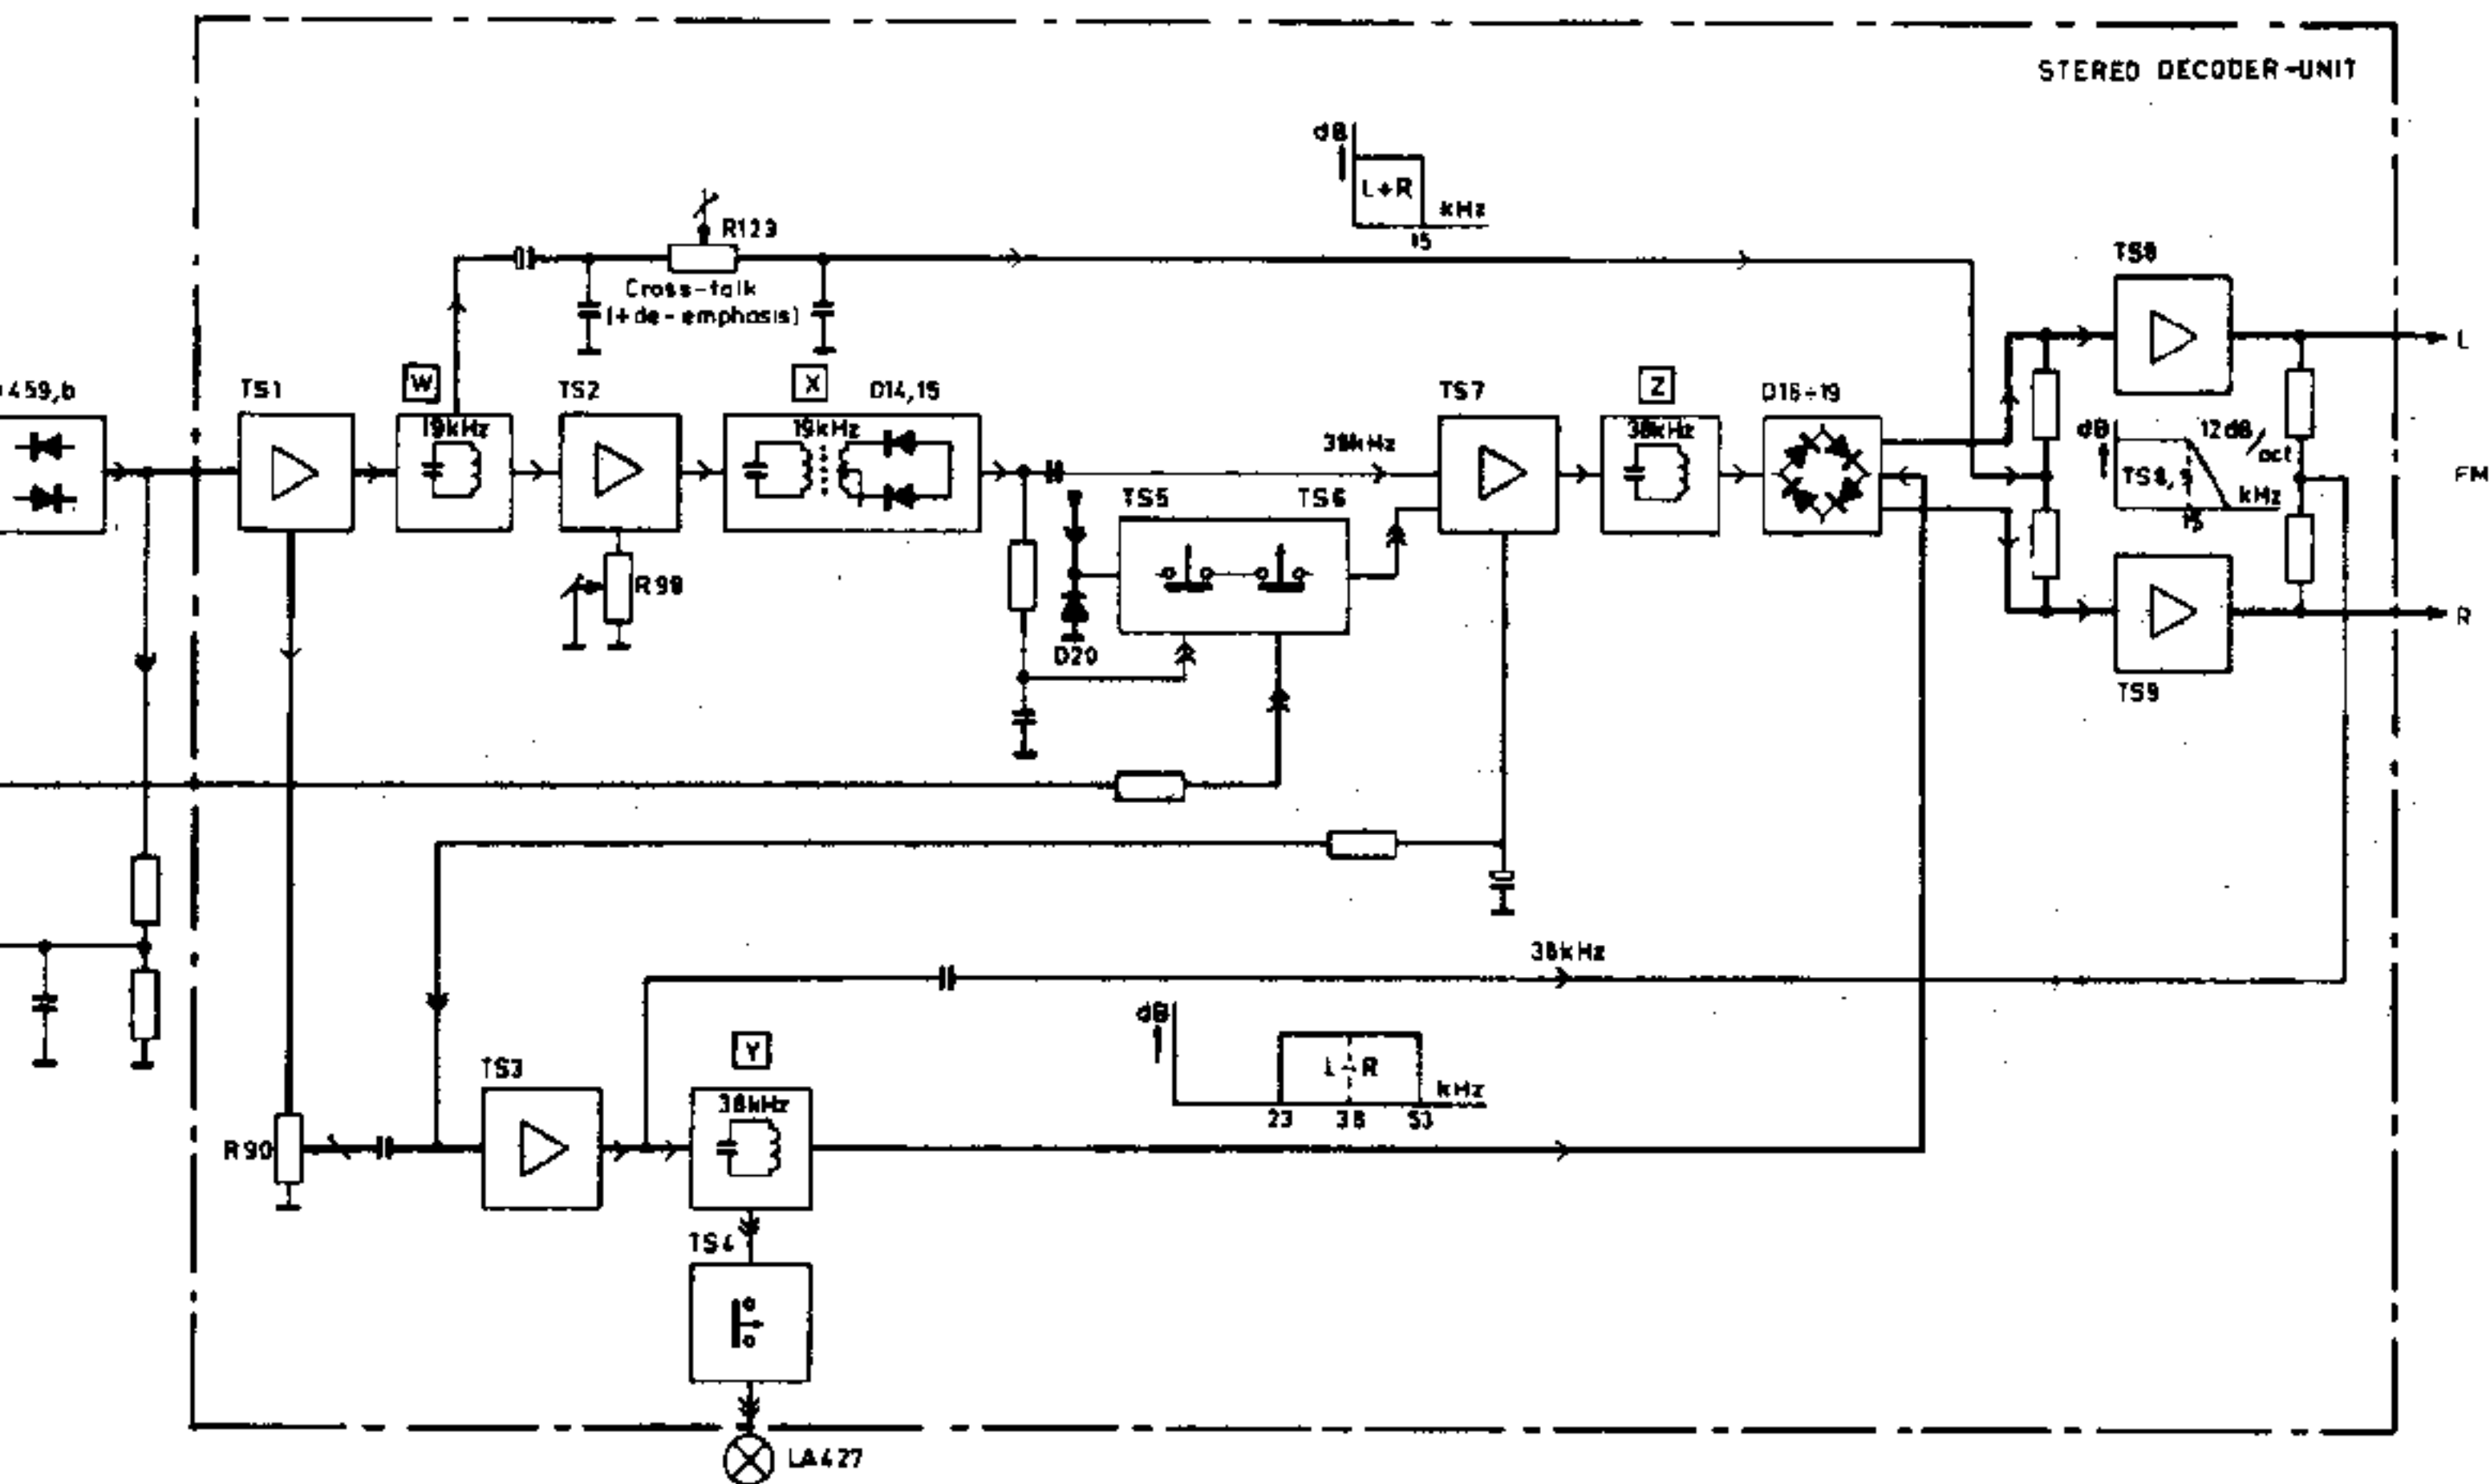 STEREO DECODER-UNIT
dB
L+R
kHz
15
R123
Cross-talk
(+de-emphasis)
TS8
L
459,b
TS1
W
19kHz
TS2
X
19kHz
D14,15
38kHz
TS7
Z
38kHz
D16÷19
dB
12dB/oct
TS8,9
kHz
15
FM
TS5
TS6
R98
D20
R
TS9
38kHz
dB
L-R
kHz
23
38
53
TS3
Y
38kHz
R90
TS4
LA427